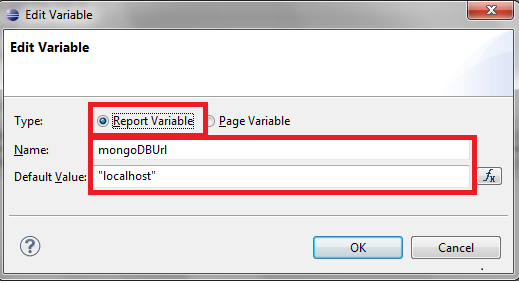 Edit Variable
Edit Variable
Type: Report Variable Page Variable
Name: mongoDBUrl
Default Value: "localhost" fx
? OK Cancel